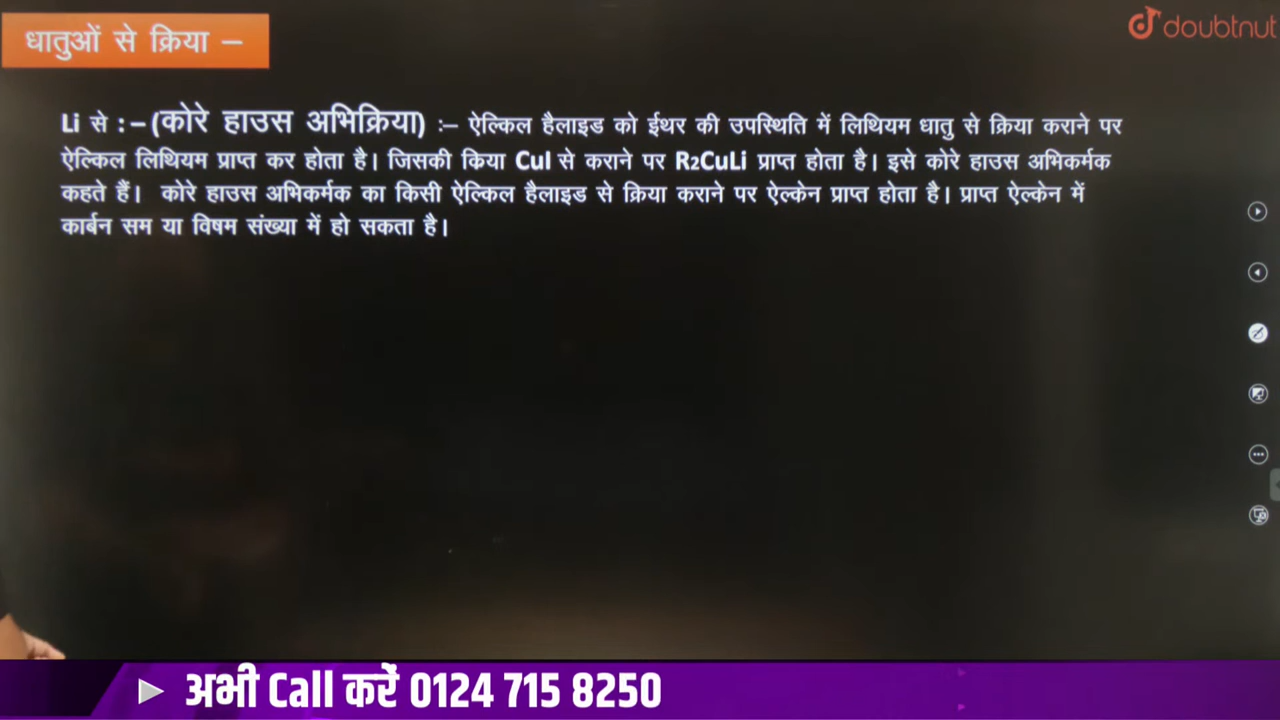 धातुओं से क्रिया –
doubtnut
Li से :–(कोरे हाउस अभिक्रिया) :– ऐल्किल हैलाइड को ईथर की उपस्थिति में लिथियम धातु से क्रिया कराने पर
ऐल्किल लिथियम प्राप्त कर होता है। जिसकी किया CuI से कराने पर R2CuLi प्राप्त होता है। इसे कोरे हाउस अभिकर्मक
कहते हैं। कोरे हाउस अभिकर्मक का किसी ऐल्किल हैलाइड से क्रिया कराने पर ऐल्केन प्राप्त होता है। प्राप्त ऐल्केन में
कार्बन सम या विषम संख्या में हो सकता है।
अभी Call करें 0124 715 8250